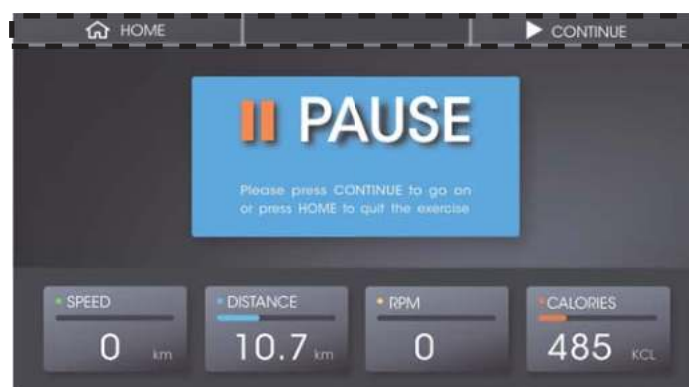 HOME
CONTINUE
PAUSE
Please press CONTINUE to go on
or press HOME to quit the exercise
SPEED
0 km
DISTANCE
10.7 km
RPM
0
CALORIES
485 KCL